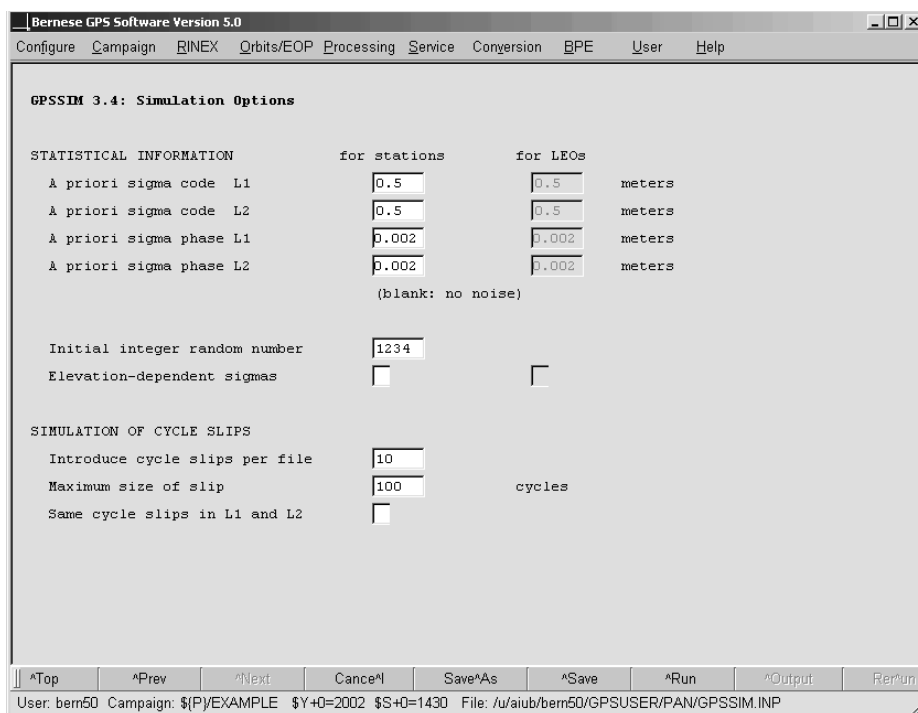 Bernese GPS Software Version 5.0
Configure Campaign RINEX Orbits/EOP Processing Service Conversion BPE User Help
GPSSIM 3.4: Simulation Options
STATISTICAL INFORMATION for stations for LEOs
A priori sigma code L1 0.5 0.5 meters
A priori sigma code L2 0.5 0.5 meters
A priori sigma phase L1 0.002 0.002 meters
A priori sigma phase L2 0.002 0.002 meters
(blank: no noise)
Initial integer random number 1234
Elevation-dependent sigmas
SIMULATION OF CYCLE SLIPS
Introduce cycle slips per file 10
Maximum size of slip 100 cycles
Same cycle slips in L1 and L2
^Top ^Prev ^Next Cance^l Save^As ^Save ^Run ^Output Rer^un
User: bern50 Campaign: ${P}/EXAMPLE $Y+0=2002 $S+0=1430 File: /u/aiub/bern50/GPSUSER/PAN/GPSSIM.INP